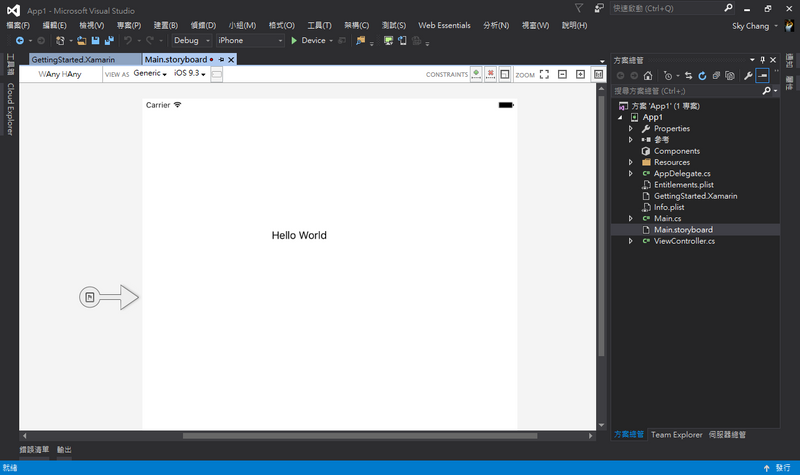 App1 - Microsoft Visual Studio
快速啟動 (Ctrl+Q)
檔案(F) 編輯(E) 檢視(V) 專案(P) 建置(B) 偵錯(D) 小組(M) 格式(O) 工具(T) 架構(C) 測試(S) Web Essentials 分析(N) 視窗(W) 說明(H)
Sky Chang
Debug iPhone Device
工具箱
Cloud Explorer
GettingStarted.Xamarin Main.storyboard
wAny hAny VIEW AS Generic iOS 9.3 CONSTRAINTS ZOOM
Carrier
Hello World
方案總管
搜尋方案總管 (Ctrl+;)
方案 'App1' (1 專案)
App1
Properties
參考
Components
Resources
AppDelegate.cs
Entitlements.plist
GettingStarted.Xamarin
Info.plist
Main.cs
Main.storyboard
ViewController.cs
方案總管 Team Explorer 伺服器總管
通知
屬性
錯誤清單 輸出
就緒
發行